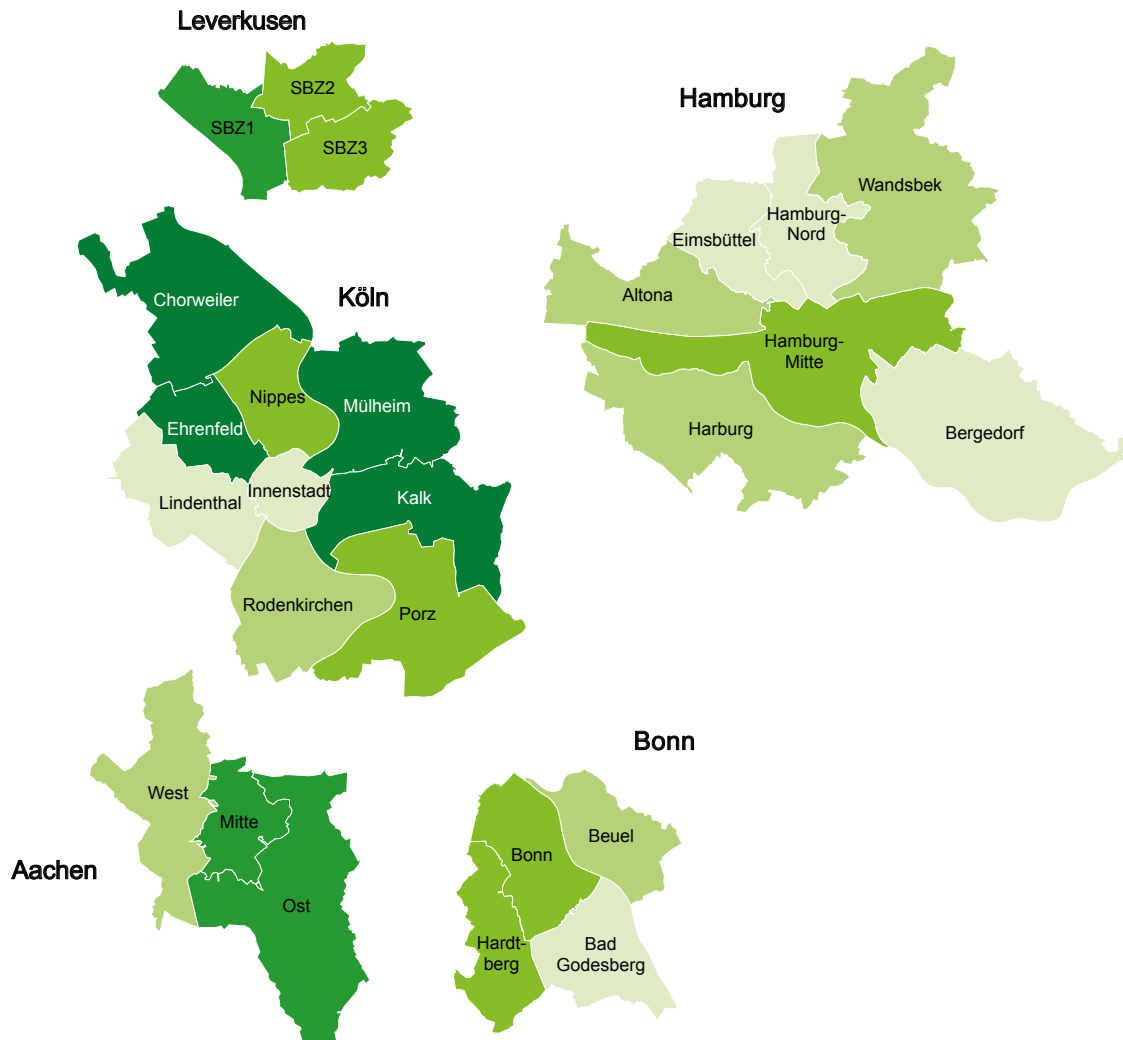 Leverkusen
SBZ2
SBZ1
SBZ3
Hamburg
Wandsbek
Hamburg-
Nord
Eimsbüttel
Altona
Hamburg-
Mitte
Harburg
Bergedorf
Köln
Chorweiler
Nippes
Mülheim
Ehrenfeld
Innenstadt
Lindenthal
Kalk
Rodenkirchen
Porz
Aachen
West
Mitte
Ost
Bonn
Beuel
Bonn
Hardt-
berg
Bad
Godesberg